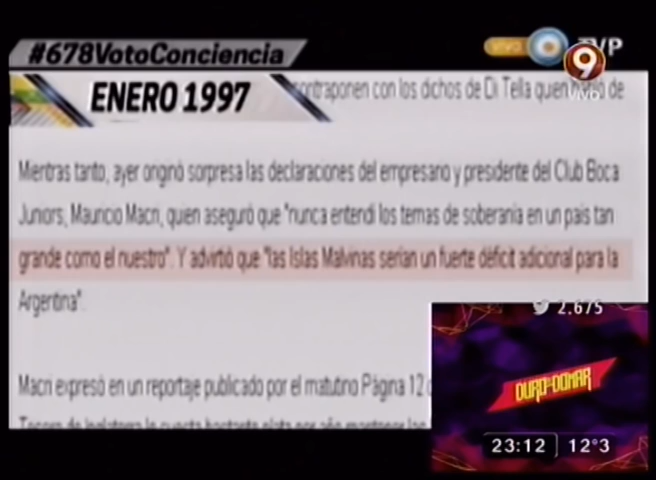 #678VotoConciencia
VIVO TVP
9
VIVO
ENERO 1997
contraponen con los dichos de Di Tella quien habló de
Mientras tanto, ayer originó sorpresa las declaraciones del empresario y presidente del Club Boca
Juniors, Mauricio Macri, quien aseguró que "nunca entendí los temas de soberanía en un país tan
grande como el nuestro". Y advirtió que "las Islas Malvinas serían un fuerte déficit adicional para la
Argentina".
2.675
Macri expresó en un reportaje publicado por el matutino Página 12
DURO DE DOMAR
23:12 12°3